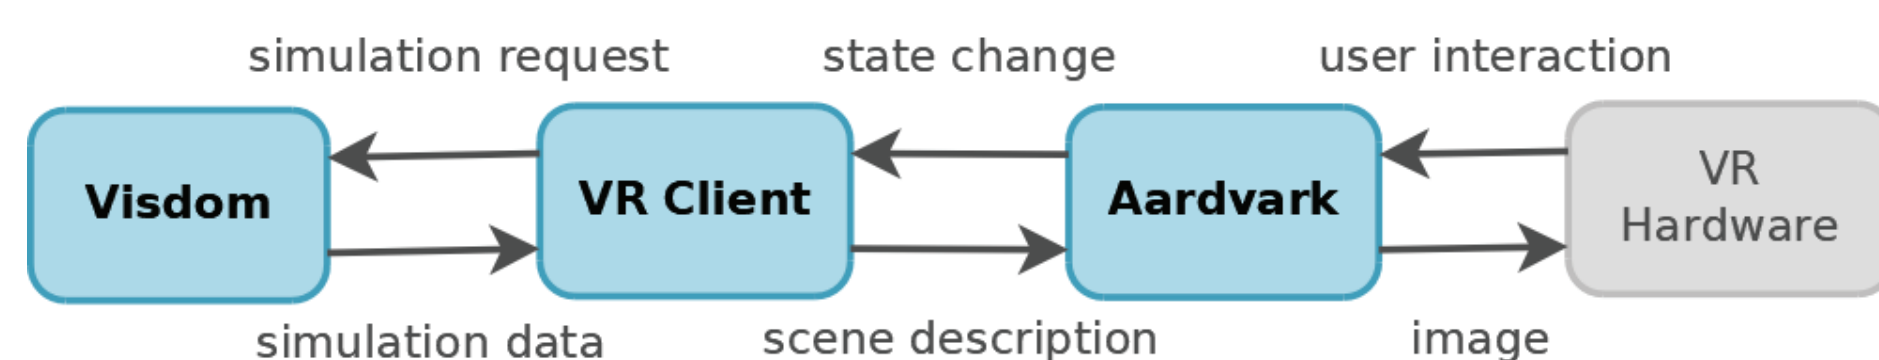 simulation request
state change
user interaction
Visdom
VR Client
Aardvark
VR
Hardware
simulation data
scene description
image